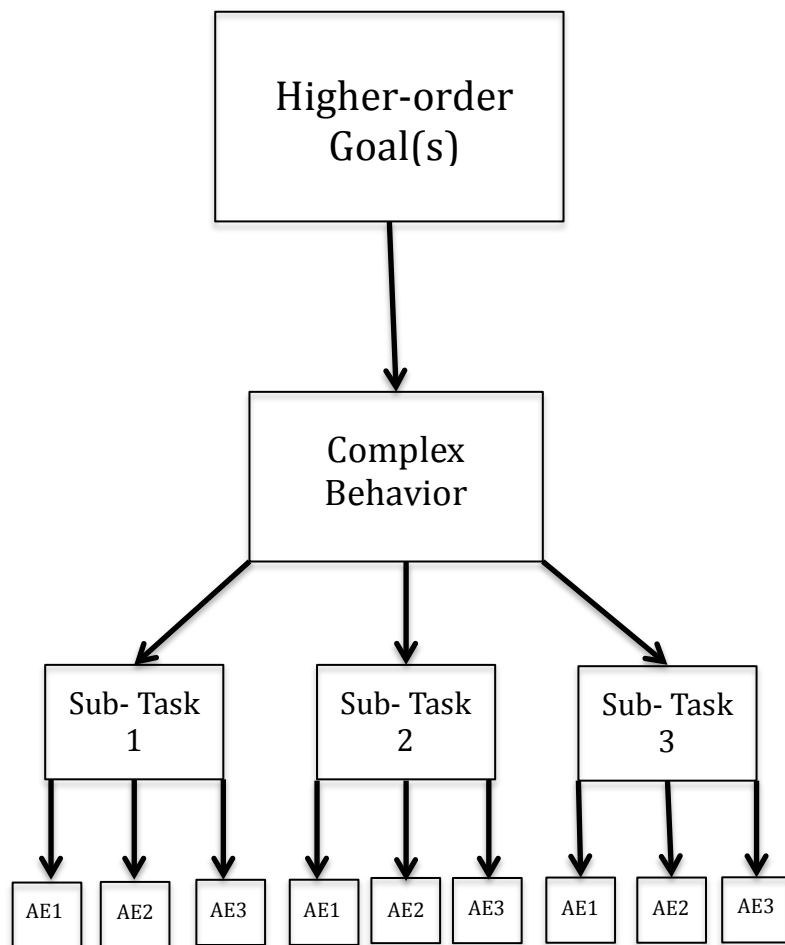 Higher-order
Goal(s)
Complex
Behavior
Sub- Task
1
Sub- Task
2
Sub- Task
3
AE1
AE2
AE3
AE1
AE2
AE3
AE1
AE2
AE3